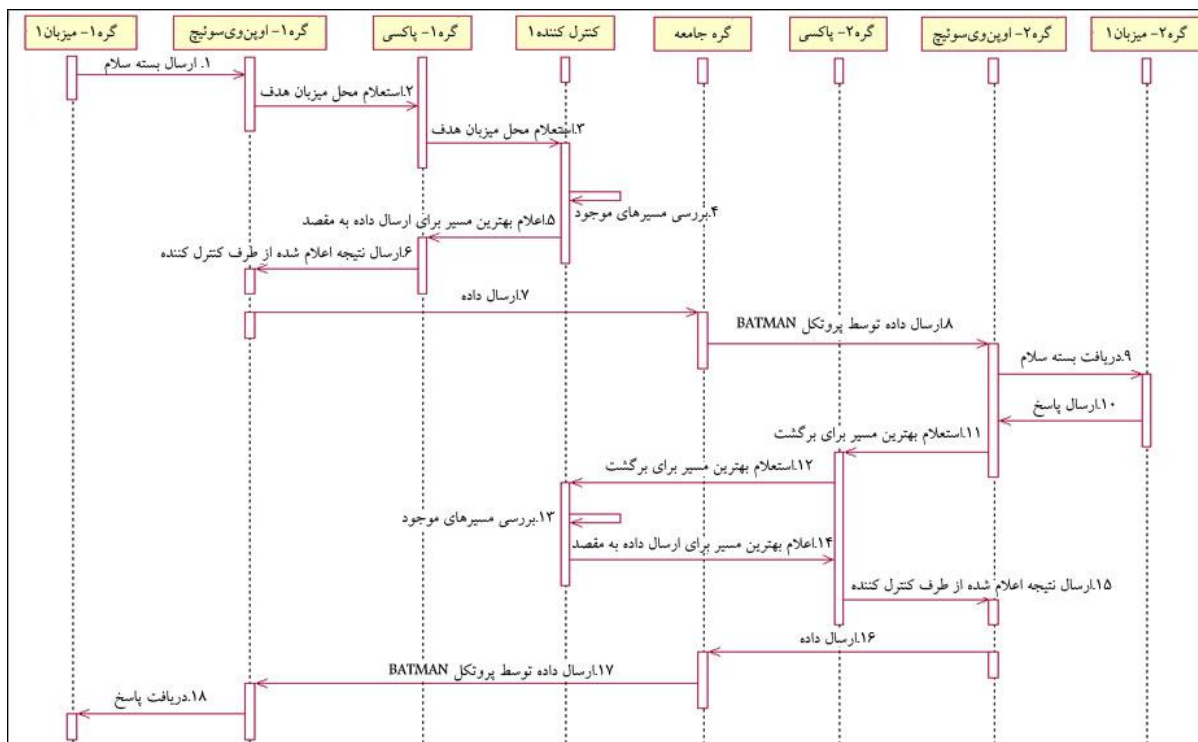 گره۱- میزبان۱
گره۱- اوپن‌وی‌سوئیچ
گره۱- پاکسی
کنترل کننده۱
گره جامعه
گره۲- پاکسی
گره۲- اوپن‌وی‌سوئیچ
گره۲- میزبان۱
۱. ارسال بسته سلام
۲.استعلام محل میزبان هدف
۳.استعلام محل میزبان هدف
۴.بررسی مسیرهای موجود
۵.اعلام بهترین مسیر برای ارسال داده به مقصد
۶.ارسال نتیجه اعلام شده از طرف کنترل کننده
۷.ارسال داده
۸.ارسال داده توسط پروتکل BATMAN
۹.دریافت بسته سلام
۱۰.ارسال پاسخ
۱۱.استعلام بهترین مسیر برای برگشت
۱۲.استعلام بهترین مسیر برای برگشت
۱۳.بررسی مسیرهای موجود
۱۴.اعلام بهترین مسیر برای ارسال داده به مقصد
۱۵.ارسال نتیجه اعلام شده از طرف کنترل کننده
۱۶.ارسال داده
۱۷.ارسال داده توسط پروتکل BATMAN
۱۸.دریافت پاسخ